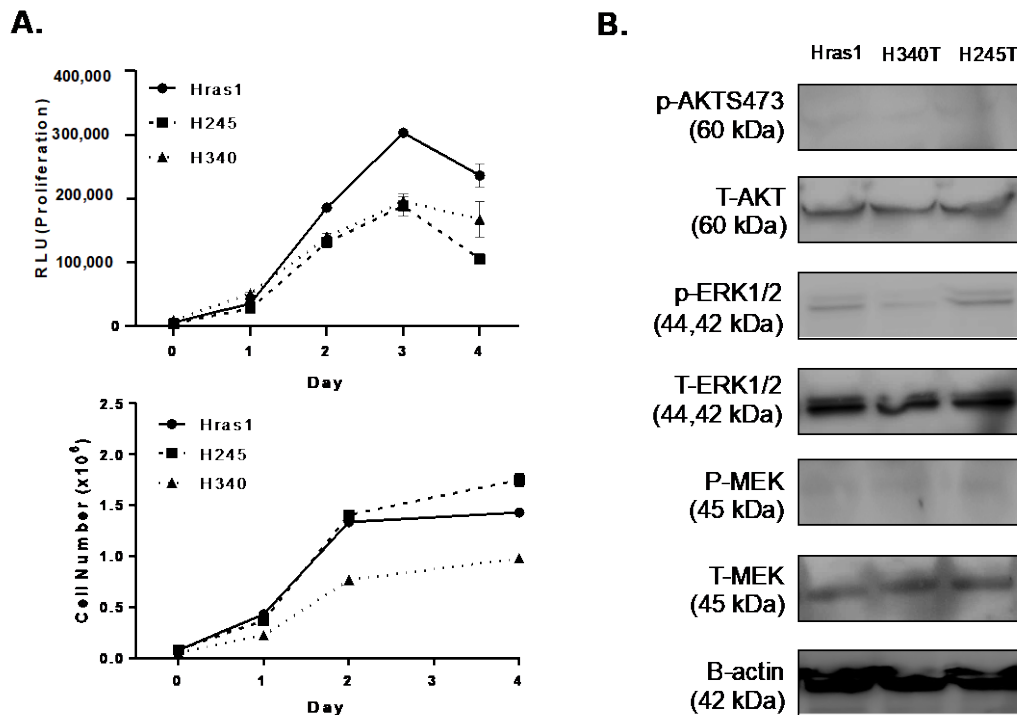 A.
400,000
300,000
200,000
100,000
0
RLU(Proliferation)
Hras1
H245
H340
0 1 2 3 4
Day
2.5
2.0
1.5
1.0
0.5
0.0
Cell Number (x10⁶)
Hras1
H245
H340
0 1 2 3 4
Day
B.
Hras1 H340T H245T
p-AKTS473
(60 kDa)
T-AKT
(60 kDa)
p-ERK1/2
(44,42 kDa)
T-ERK1/2
(44,42 kDa)
P-MEK
(45 kDa)
T-MEK
(45 kDa)
B-actin
(42 kDa)